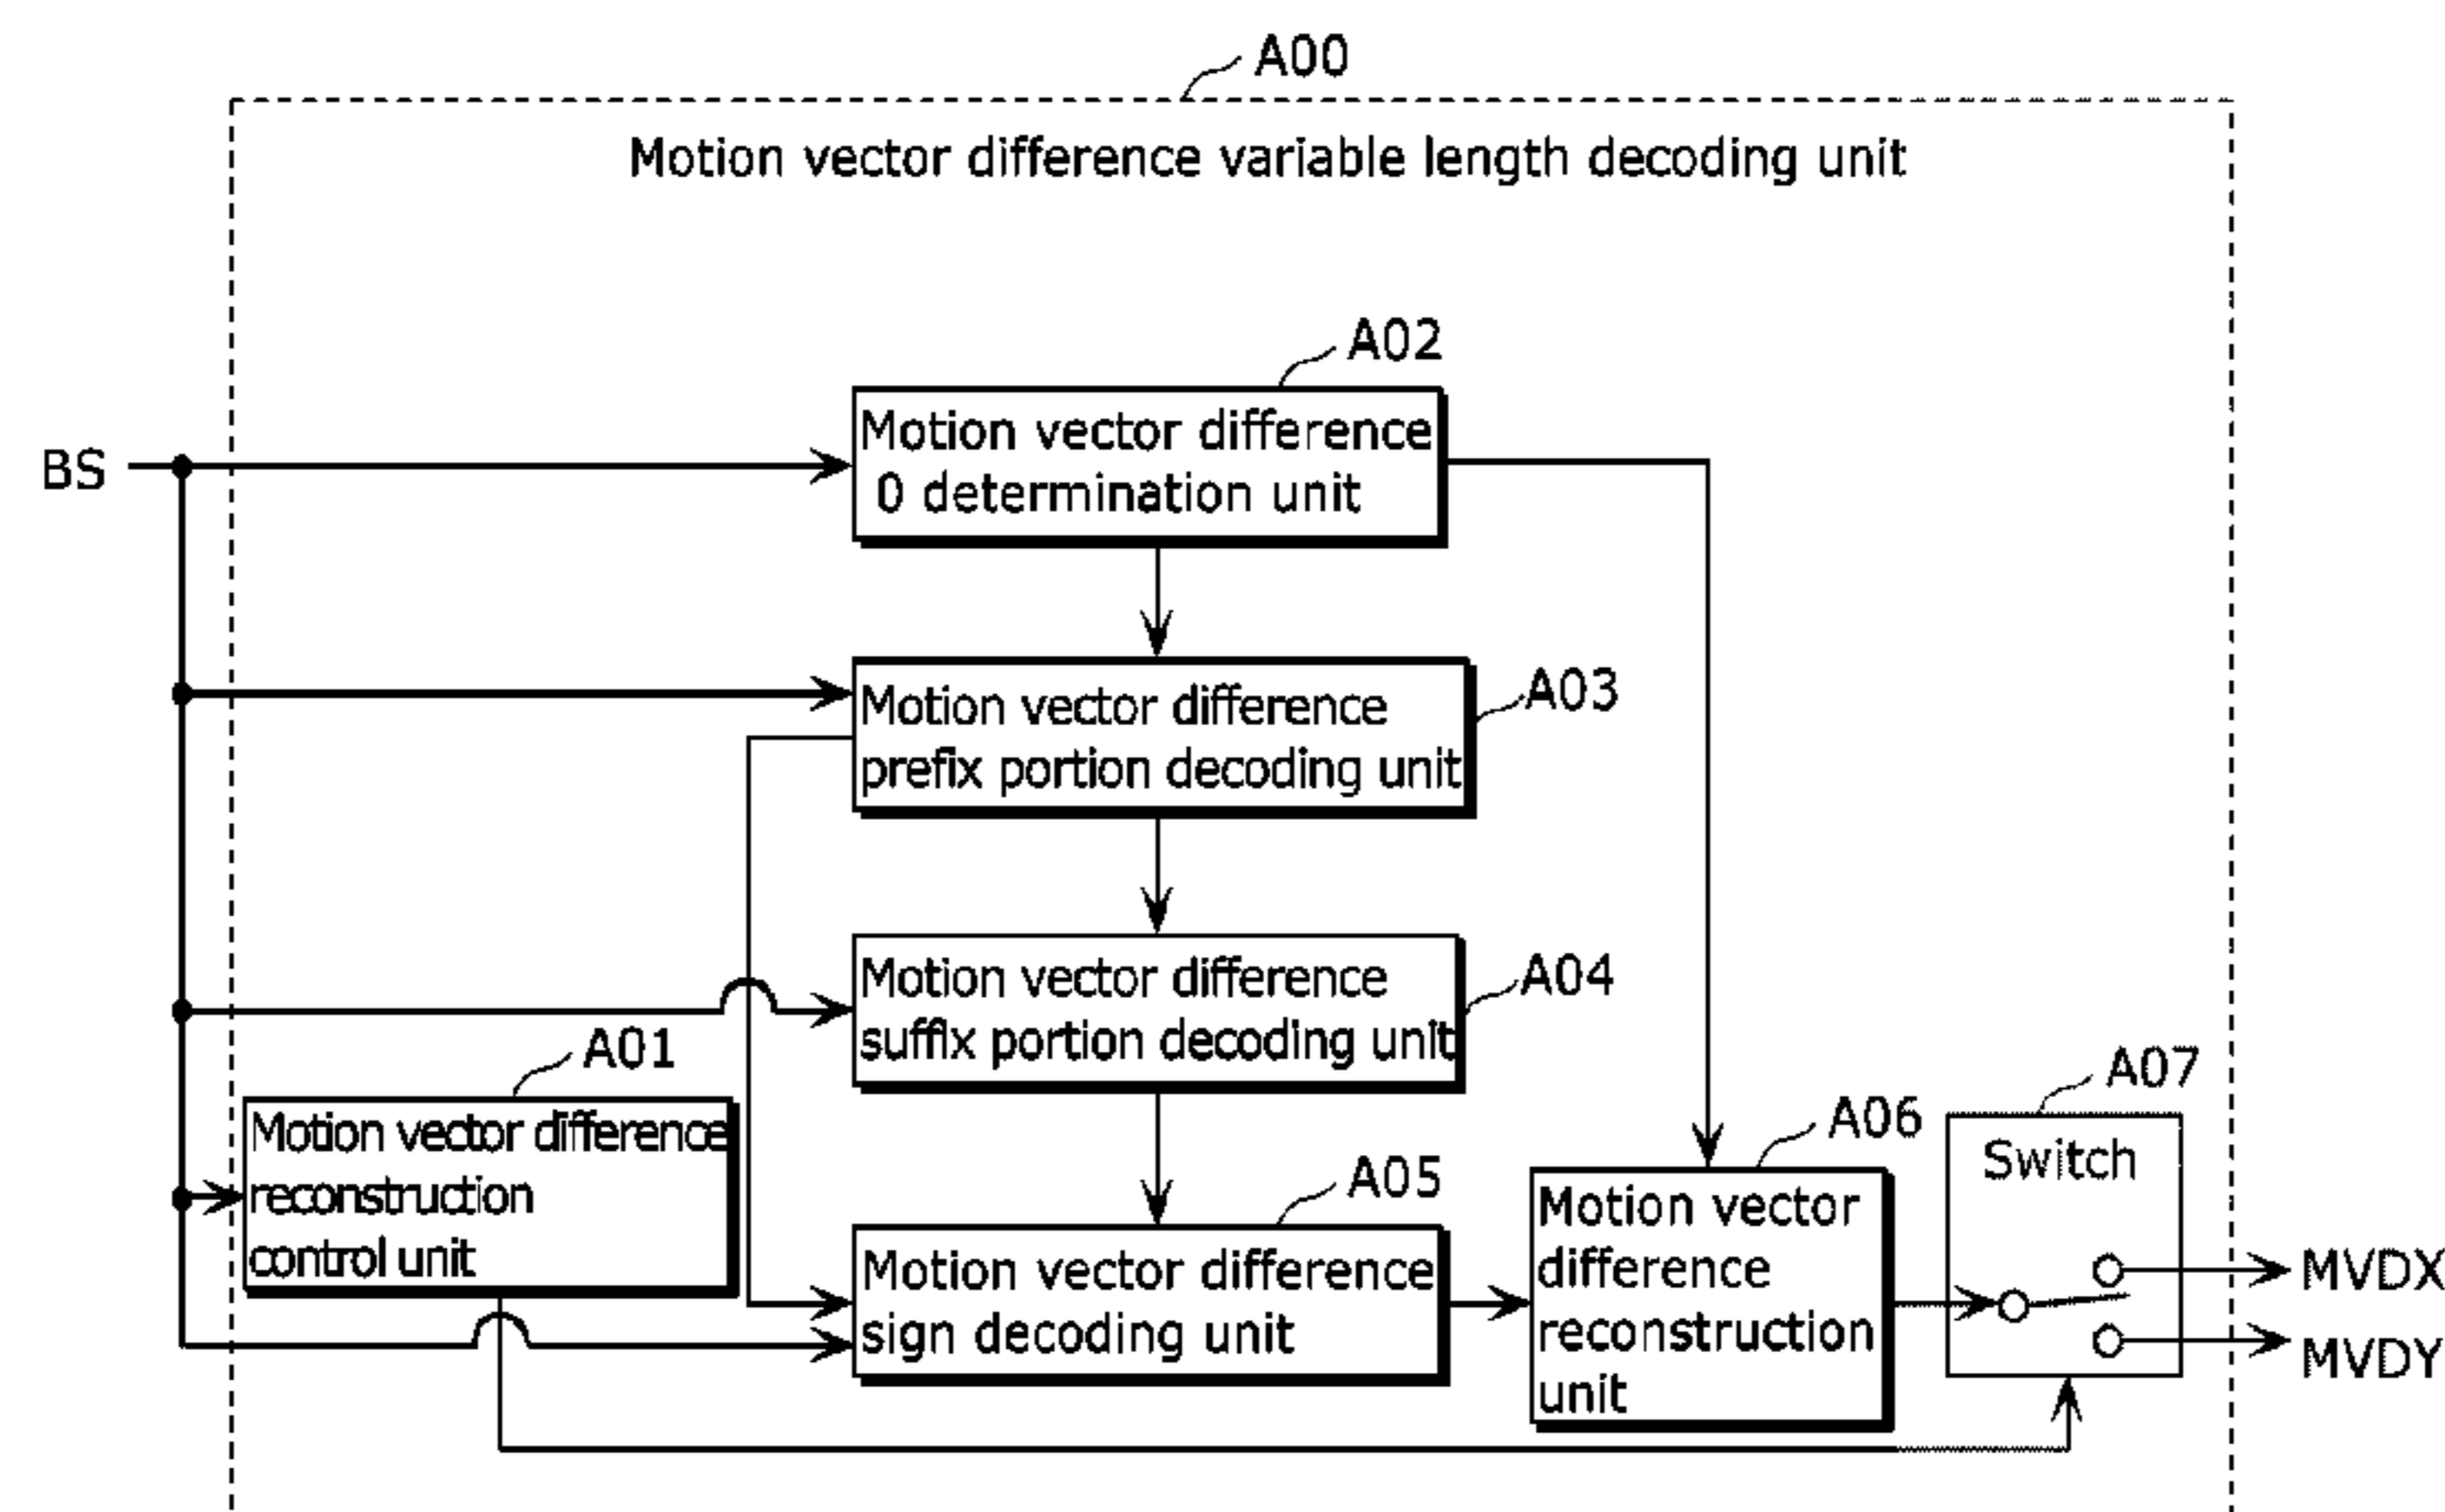 A00
Motion vector difference variable length decoding unit
A02
BS
Motion vector difference
0 determination unit
A03
Motion vector difference
prefix portion decoding unit
A04
Motion vector difference
suffix portion decoding unit
A01
Motion vector difference
reconstruction
control unit
A05
Motion vector difference
sign decoding unit
A06
Motion vector
difference
reconstruction
unit
A07
Switch
MVDX
MVDY